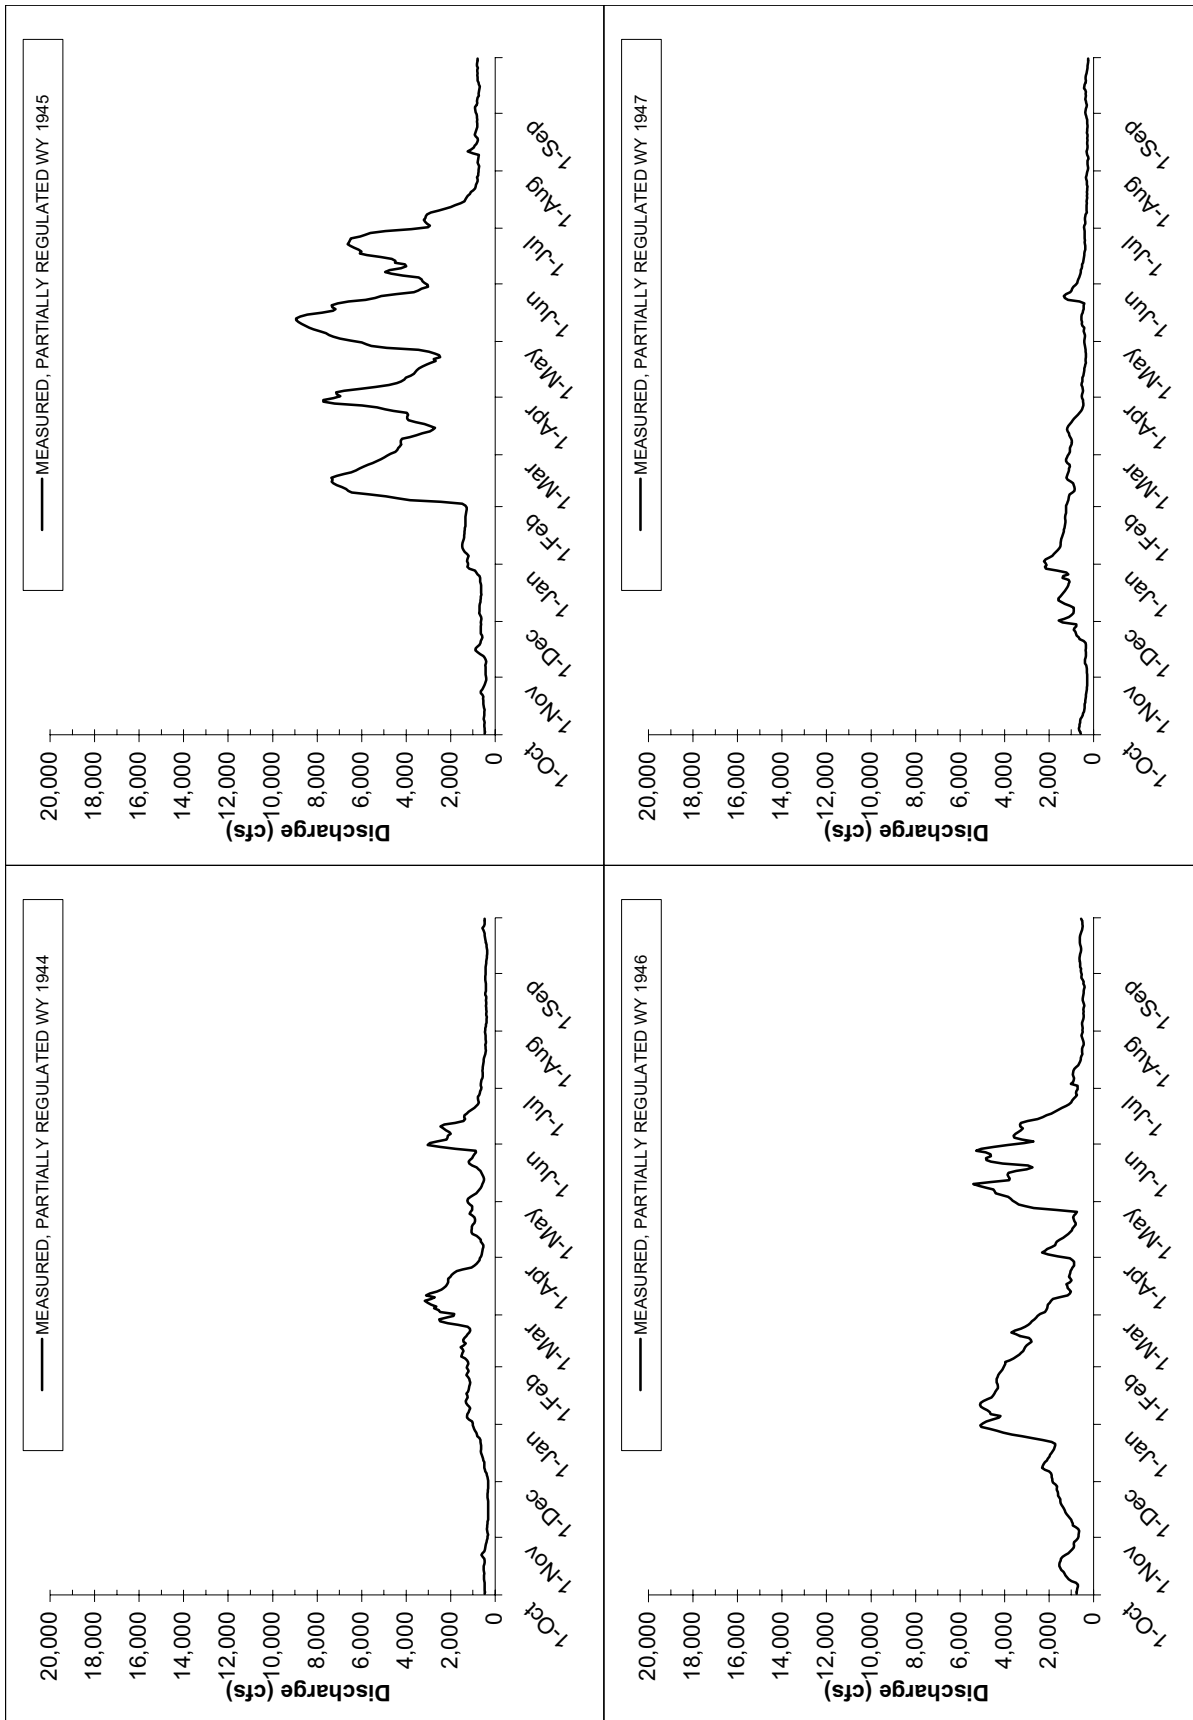 MEASURED, PARTIALLY REGULATED WY 1944
20,000
18,000
16,000
14,000
12,000
10,000
8,000
6,000
4,000
2,000
0
Discharge (cfs)
1-Oct
1-Nov
1-Dec
1-Jan
1-Feb
1-Mar
1-Apr
1-May
1-Jun
1-Jul
1-Aug
1-Sep
MEASURED, PARTIALLY REGULATED WY 1945
20,000
18,000
16,000
14,000
12,000
10,000
8,000
6,000
4,000
2,000
0
Discharge (cfs)
1-Oct
1-Nov
1-Dec
1-Jan
1-Feb
1-Mar
1-Apr
1-May
1-Jun
1-Jul
1-Aug
1-Sep
MEASURED, PARTIALLY REGULATED WY 1946
20,000
18,000
16,000
14,000
12,000
10,000
8,000
6,000
4,000
2,000
0
Discharge (cfs)
1-Oct
1-Nov
1-Dec
1-Jan
1-Feb
1-Mar
1-Apr
1-May
1-Jun
1-Jul
1-Aug
1-Sep
MEASURED, PARTIALLY REGULATED WY 1947
20,000
18,000
16,000
14,000
12,000
10,000
8,000
6,000
4,000
2,000
0
Discharge (cfs)
1-Oct
1-Nov
1-Dec
1-Jan
1-Feb
1-Mar
1-Apr
1-May
1-Jun
1-Jul
1-Aug
1-Sep